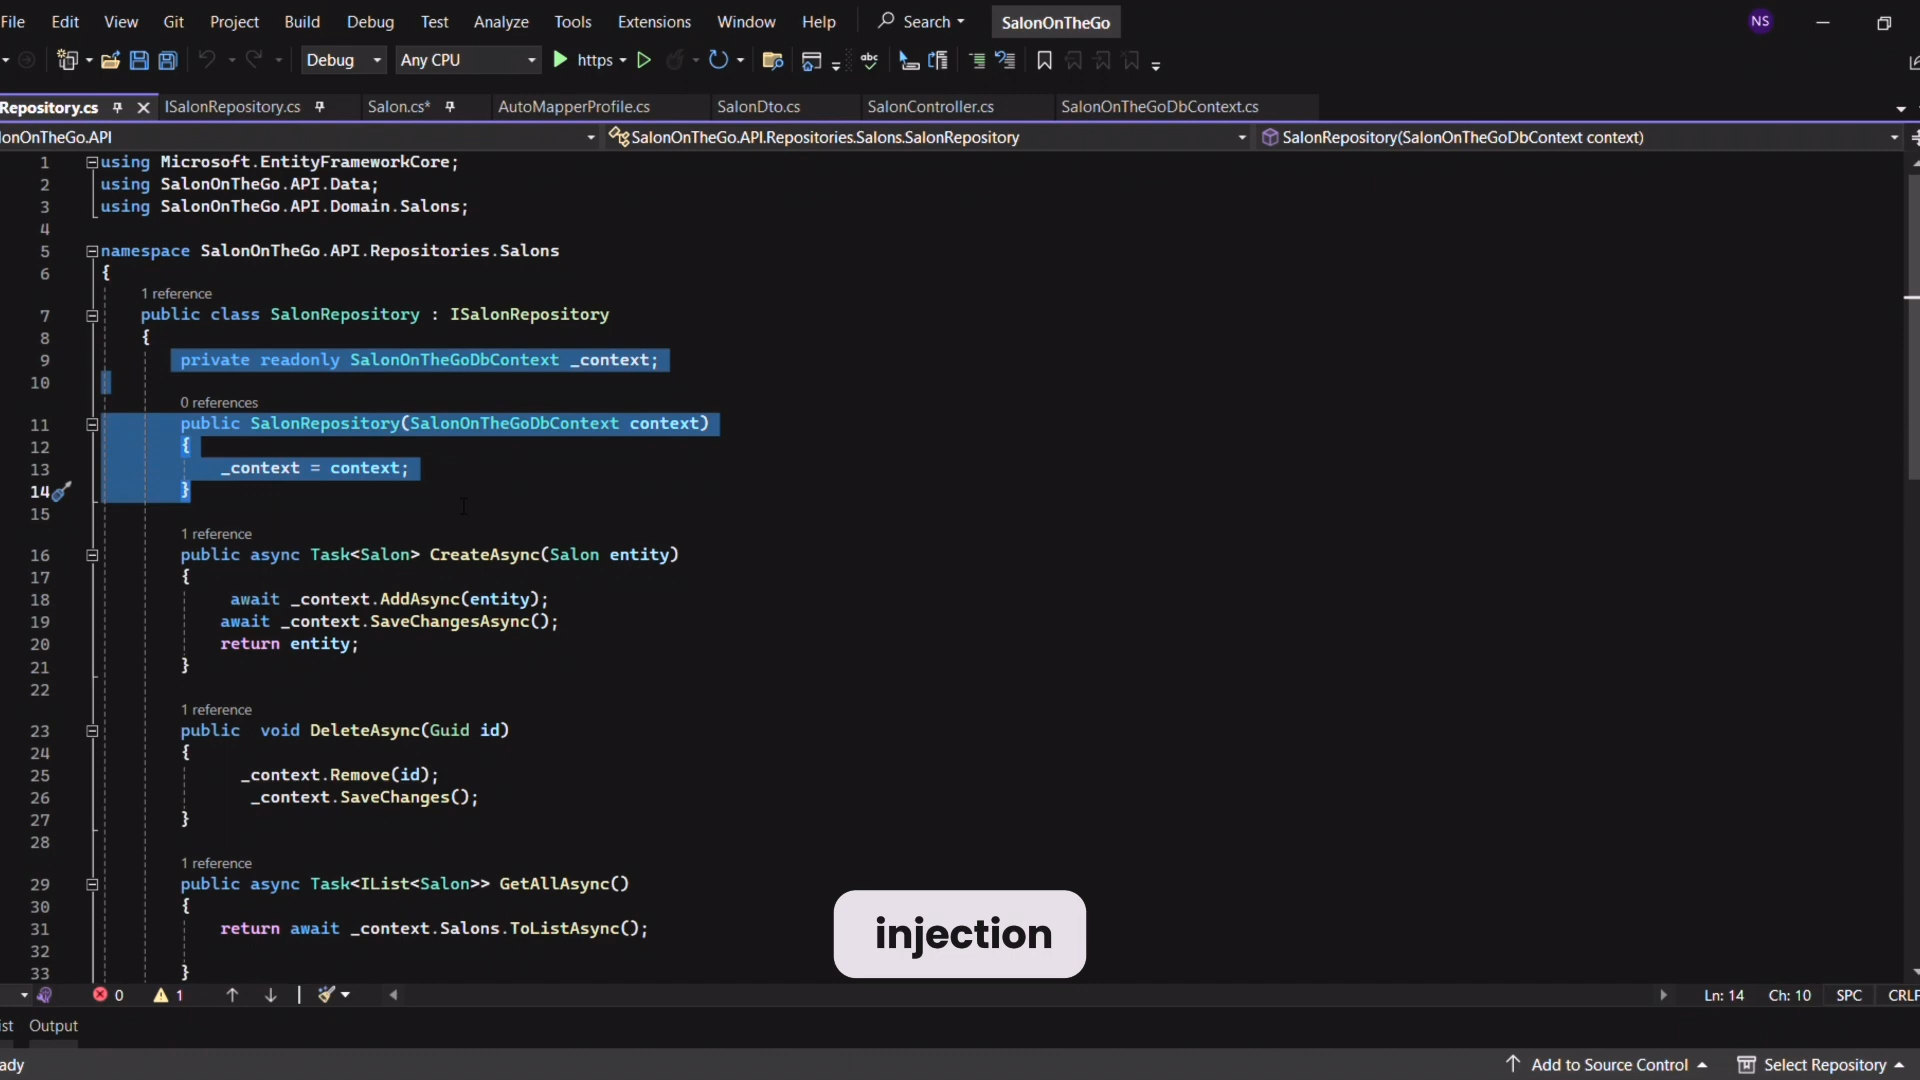 File Edit View Git Project Build Debug Test Analyze Tools Extensions Window Help Search SalonOnTheGo NS
Debug Any CPU https abc
Repository.cs ISalonRepository.cs Salon.cs* AutoMapperProfile.cs SalonDto.cs SalonController.cs SalonOnTheGoDbContext.cs
lonOnTheGo.API SalonOnTheGo.API.Repositories.Salons.SalonRepository SalonRepository(SalonOnTheGoDbContext context)
1 using Microsoft.EntityFrameworkCore;
2 using SalonOnTheGo.API.Data;
3 using SalonOnTheGo.API.Domain.Salons;
4
5 namespace SalonOnTheGo.API.Repositories.Salons
6 {
1 reference
7 public class SalonRepository : ISalonRepository
8 {
9 private readonly SalonOnTheGoDbContext _context;
10
0 references
11 public SalonRepository(SalonOnTheGoDbContext context)
12 {
13 _context = context;
14 }
15
1 reference
16 public async Task<Salon> CreateAsync(Salon entity)
17 {
18 await _context.AddAsync(entity);
19 await _context.SaveChangesAsync();
20 return entity;
21 }
22
1 reference
23 public  void DeleteAsync(Guid id)
24 {
25 _context.Remove(id);
26 _context.SaveChanges();
27 }
28
1 reference
29 public async Task<IList<Salon>> GetAllAsync()
30 {
31 return await _context.Salons.ToListAsync();
32
33 }
injection
0 1 Ln: 14 Ch: 10 SPC CRLF
ist Output
ady Add to Source Control Select Repository